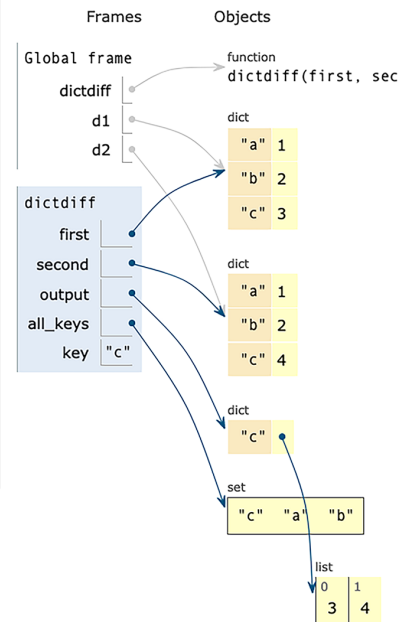 Frames Objects
Global frame
function
dictdiff(first, sec
dictdiff
d1
d2
dict
"a" 1
"b" 2
"c" 3
dictdiff
first
second
output
all_keys
key "c"
dict
"a" 1
"b" 2
"c" 4
dict
"c"
set
"c" "a" "b"
list
0 1
3 4